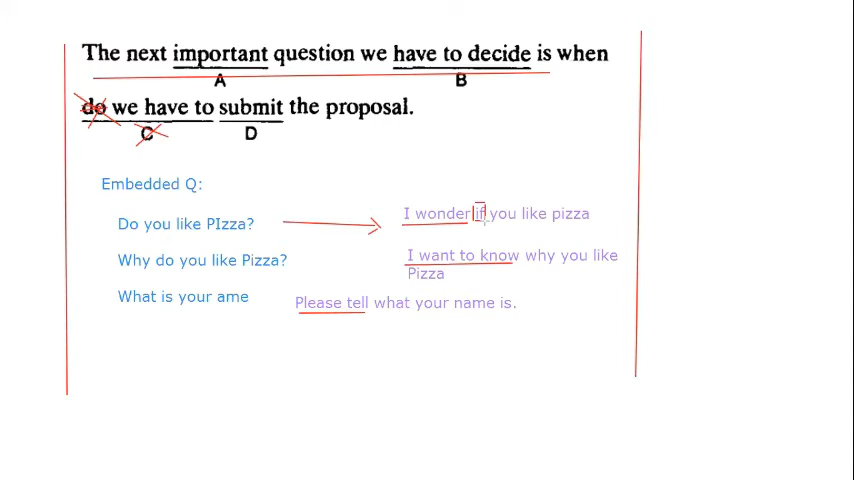 The next important question we have to decide is when
A B
do we have to submit the proposal.
C D
Embedded Q:
Do you like PIzza? I wonder if you like pizza
Why do you like Pizza? I want to know why you like
Pizza
What is your ame Please tell what your name is.